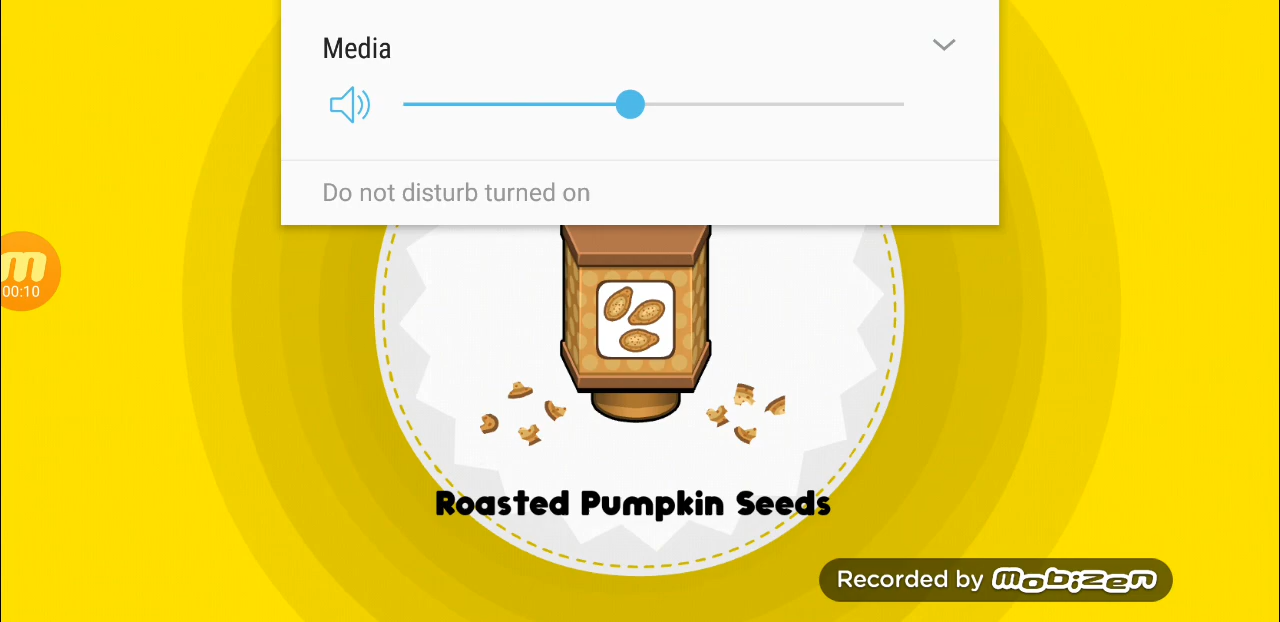 Media
Do not disturb turned on
m
00:10
Roasted Pumpkin Seeds
Recorded by mobizen